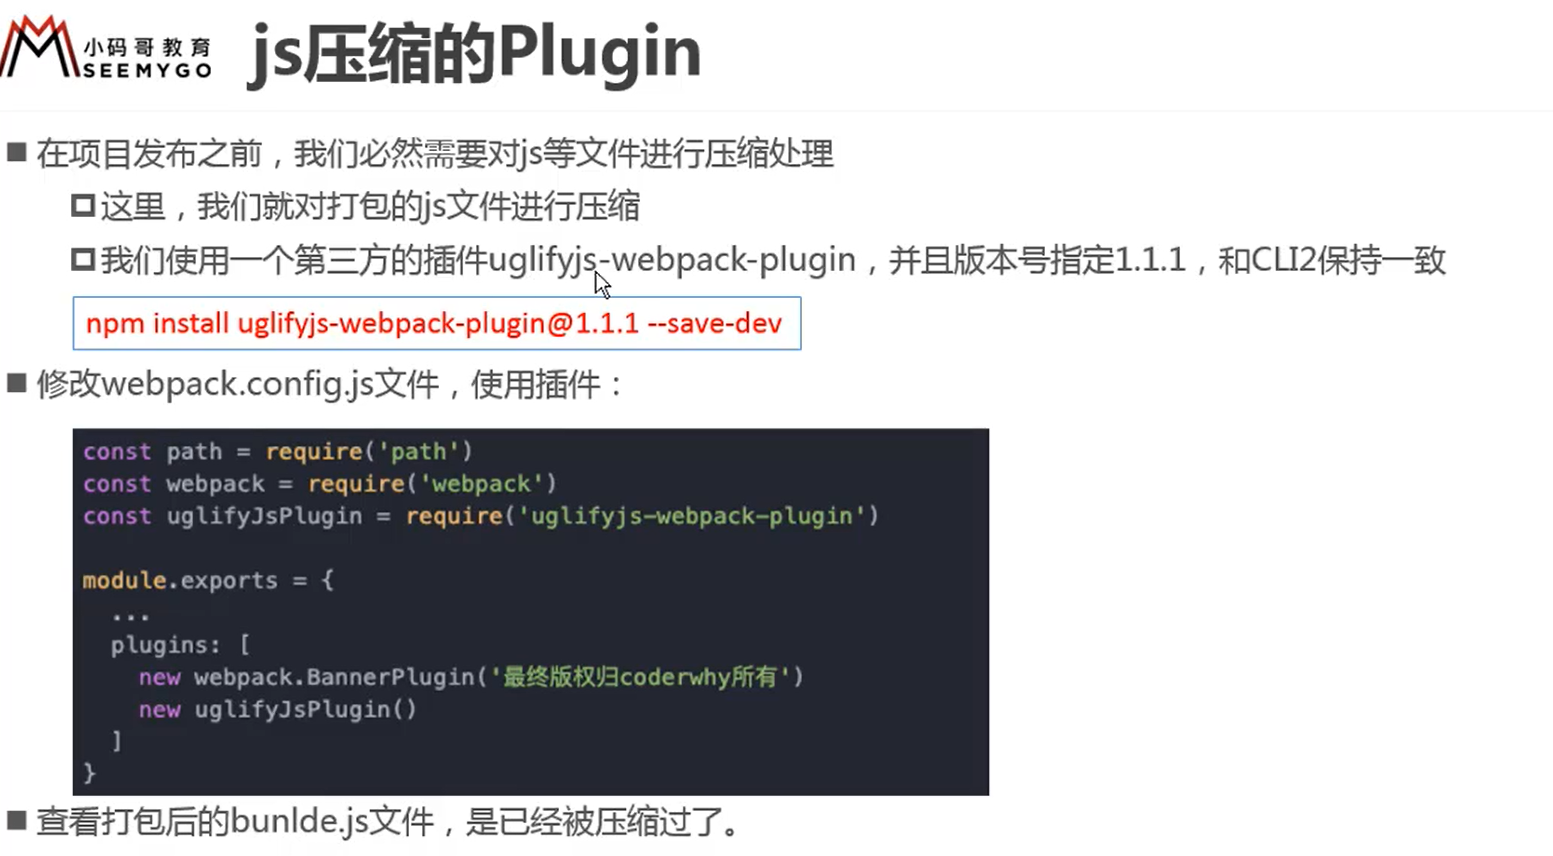 小码哥教育
SEEMYGO
js压缩的Plugin
在项目发布之前，我们必然需要对js等文件进行压缩处理
这里，我们就对打包的js文件进行压缩
我们使用一个第三方的插件uglifyjs-webpack-plugin，并且版本号指定1.1.1，和CLI2保持一致
npm install uglifyjs-webpack-plugin@1.1.1 --save-dev
修改webpack.config.js文件，使用插件：
const path = require('path')
const webpack = require('webpack')
const uglifyJsPlugin = require('uglifyjs-webpack-plugin')
module.exports = {
...
plugins: [
new webpack.BannerPlugin('最终版权归coderwhy所有')
new uglifyJsPlugin()
]
}
查看打包后的bunlde.js文件，是已经被压缩过了。